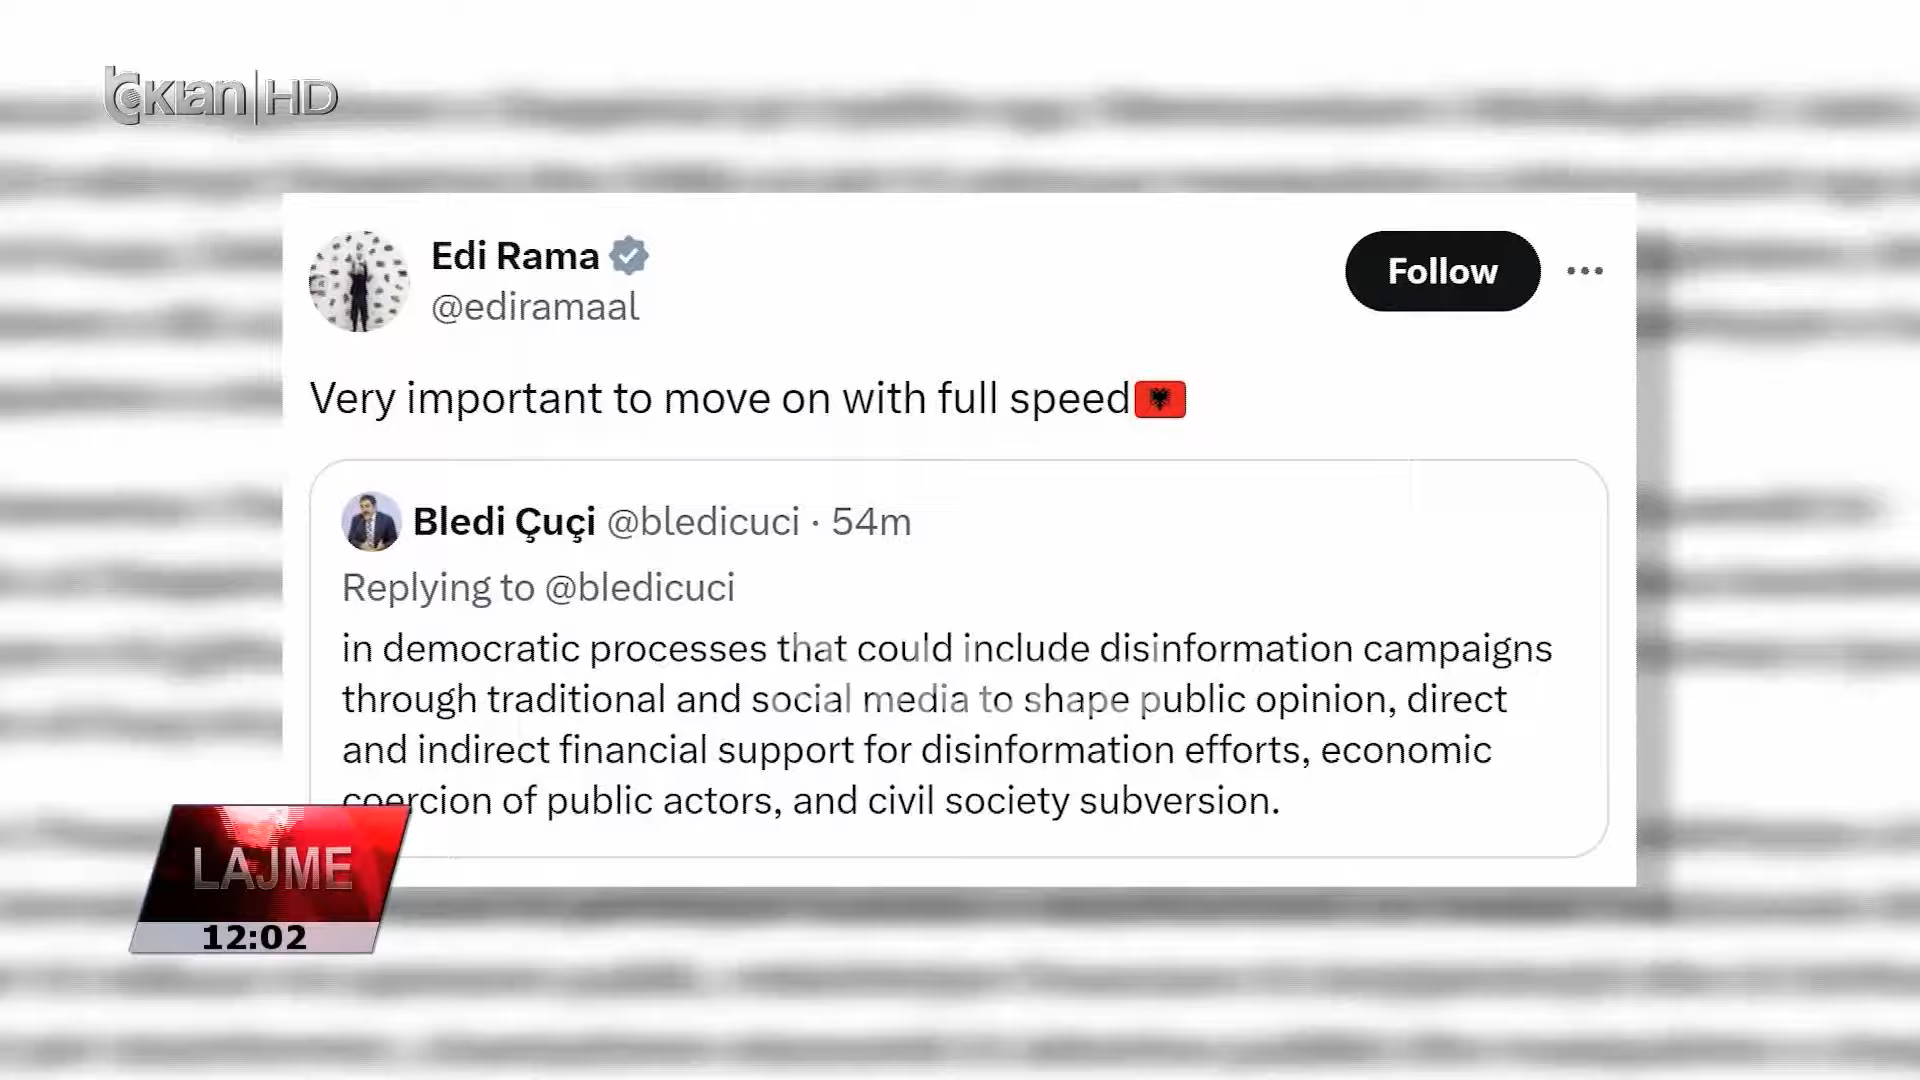 klan HD
Edi Rama
@ediramaal
Follow
Very important to move on with full speed
Bledi Çuçi @bledicuci · 54m
Replying to @bledicuci
in democratic processes that could include disinformation campaigns
through traditional and social media to shape public opinion, direct
and indirect financial support for disinformation efforts, economic
coercion of public actors, and civil society subversion.
LAJME
12:02